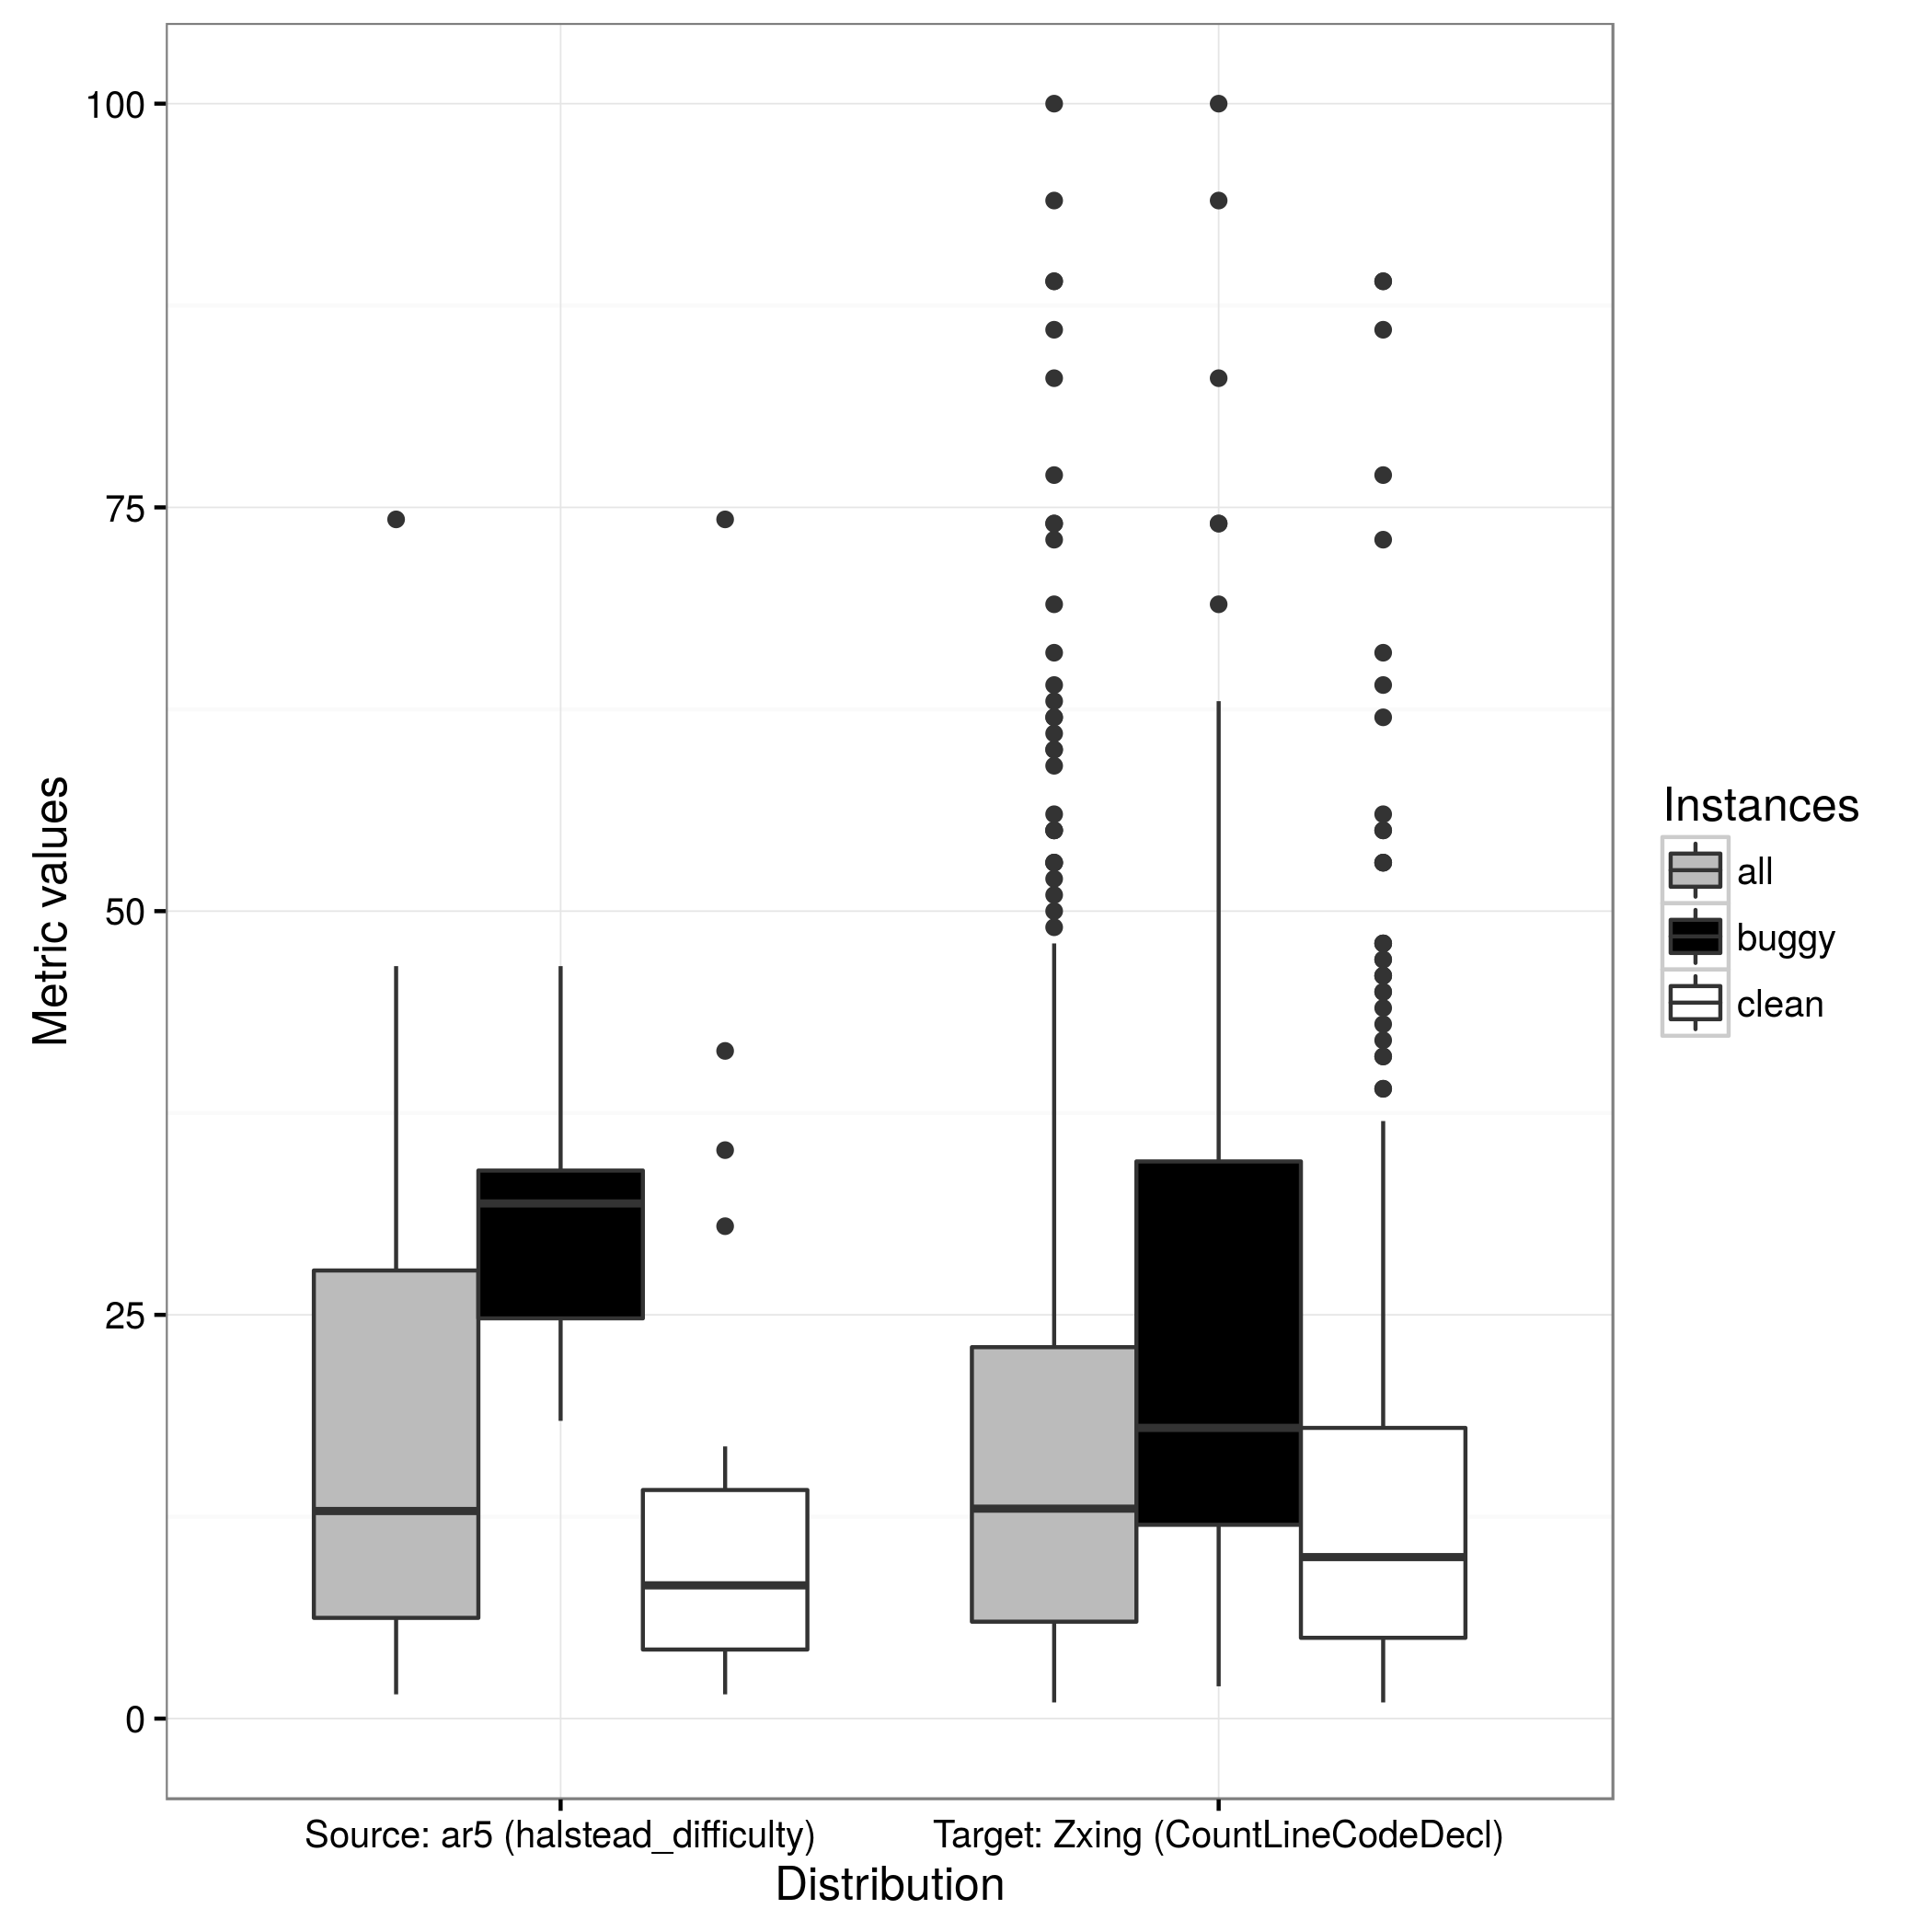 100
75
50
25
0
Metric values
Source: ar5 (halstead_difficulty)
Target: Zxing (CountLineCodeDecl)
Distribution
Instances
all
buggy
clean